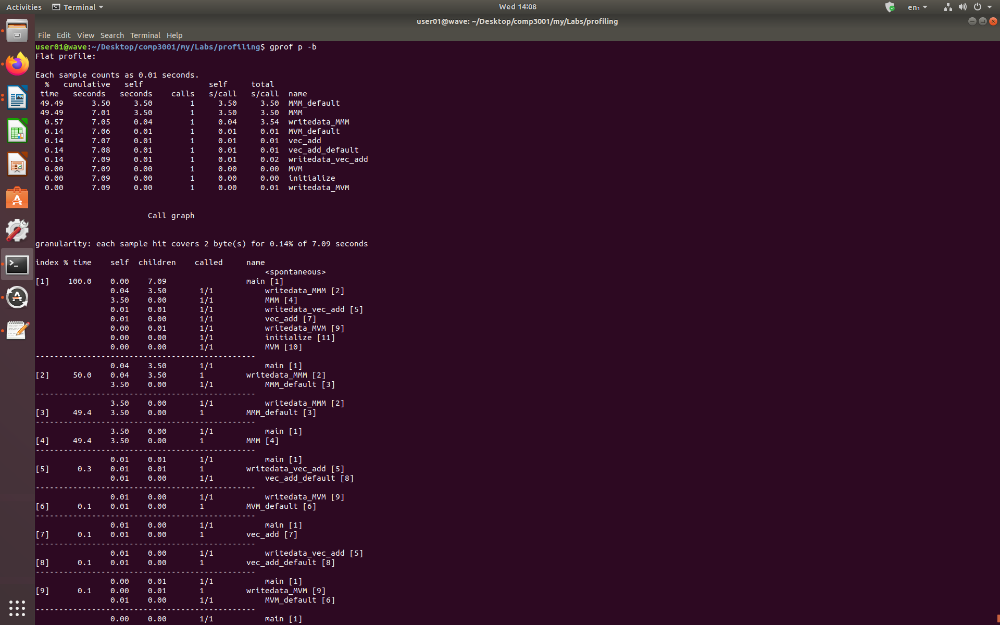 Activities Terminal Wed 14:08 en₁
user01@wave: ~/Desktop/comp3001/my/Labs/profiling
File Edit View Search Terminal Help
user01@wave:~/Desktop/comp3001/my/Labs/profiling$ gprof p -b
Flat profile:
Each sample counts as 0.01 seconds.
  %   cumulative   self              self     total
 time   seconds   seconds    calls   s/call   s/call  name
 49.49      3.50     3.50        1     3.50     3.50  MMM_default
 49.49      7.01     3.50        1     3.50     3.50  MMM
  0.57      7.05     0.04        1     0.04     3.54  writedata_MMM
  0.14      7.06     0.01        1     0.01     0.01  MVM_default
  0.14      7.07     0.01        1     0.01     0.01  vec_add
  0.14      7.08     0.01        1     0.01     0.01  vec_add_default
  0.14      7.09     0.01        1     0.01     0.02  writedata_vec_add
  0.00      7.09     0.00        1     0.00     0.00  MVM
  0.00      7.09     0.00        1     0.00     0.00  initialize
  0.00      7.09     0.00        1     0.00     0.01  writedata_MVM
                        Call graph
granularity: each sample hit covers 2 byte(s) for 0.14% of 7.09 seconds
index % time    self  children    called     name
                                                 <spontaneous>
[1]    100.0    0.00    7.09                 main [1]
                0.04    3.50       1/1           writedata_MMM [2]
                3.50    0.00       1/1           MMM [4]
                0.01    0.01       1/1           writedata_vec_add [5]
                0.01    0.00       1/1           vec_add [7]
                0.00    0.01       1/1           writedata_MVM [9]
                0.00    0.00       1/1           initialize [11]
                0.00    0.00       1/1           MVM [10]
-----------------------------------------------
                0.04    3.50       1/1           main [1]
[2]     50.0    0.04    3.50       1         writedata_MMM [2]
                3.50    0.00       1/1           MMM_default [3]
-----------------------------------------------
                3.50    0.00       1/1           writedata_MMM [2]
[3]     49.4    3.50    0.00       1         MMM_default [3]
-----------------------------------------------
                3.50    0.00       1/1           main [1]
[4]     49.4    3.50    0.00       1         MMM [4]
-----------------------------------------------
                0.01    0.01       1/1           main [1]
[5]      0.3    0.01    0.01       1         writedata_vec_add [5]
                0.01    0.00       1/1           vec_add_default [8]
-----------------------------------------------
                0.01    0.00       1/1           writedata_MVM [9]
[6]      0.1    0.01    0.00       1         MVM_default [6]
-----------------------------------------------
                0.01    0.00       1/1           main [1]
[7]      0.1    0.01    0.00       1         vec_add [7]
-----------------------------------------------
                0.01    0.00       1/1           writedata_vec_add [5]
[8]      0.1    0.01    0.00       1         vec_add_default [8]
-----------------------------------------------
                0.00    0.01       1/1           main [1]
[9]      0.1    0.00    0.01       1         writedata_MVM [9]
                0.01    0.00       1/1           MVM_default [6]
-----------------------------------------------
                0.00    0.00       1/1           main [1]